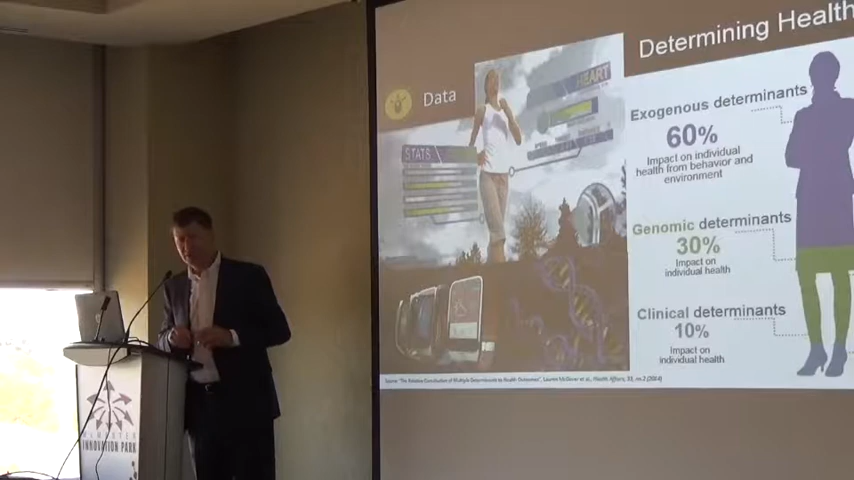 Determining Health
Data
HEART
STATS
Exogenous determinants
60%
Impact on individual
health from behavior and
environment
Genomic determinants
30%
Impact on
individual health
Clinical determinants
10%
Impact on
individual health
INNOVATION PARK